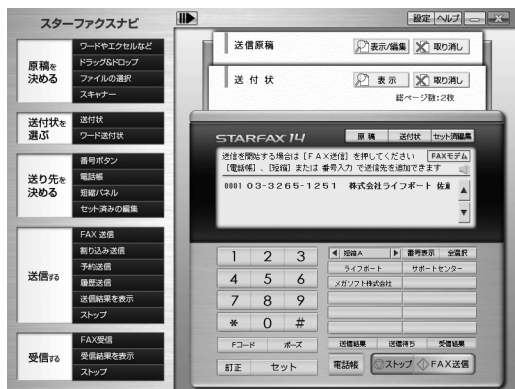 スターファクスナビ
原稿を
決める
ワードやエクセルなど
ドラッグ&ドロップ
ファイルの選択
スキャナー
送付状を
選ぶ
送付状
ワード送付状
送り先を
決める
番号ボタン
電話帳
短縮パネル
セット済みの編集
送信する
FAX 送信
割り込み送信
予約送信
履歴送信
送信結果を表示
ストップ
受信する
FAX受信
受信結果を表示
ストップ
設定 ヘルプ
送信原稿 表示/編集 取り消し
送 付 状 表 示 取り消し
総ページ数:2枚
STARFAX 14 原 稿 送付状 セット済編集
送信を開始する場合は [FAX送信] を押してください FAXモデム
[電話帳]、[短縮] または 番号入力 で送信先を追加できます
0001 03-3265-1251 株式会社ライフボート 佐
1 2 3
4 5 6
7 8 9
* 0 #
Fコード ポーズ
訂正 セット
短縮A 番号表示 全選択
ライフボート サポートセンター
メガソフト株式会社
送信結果 送信待ち 受信結果
電話帳 ストップ FAX送信